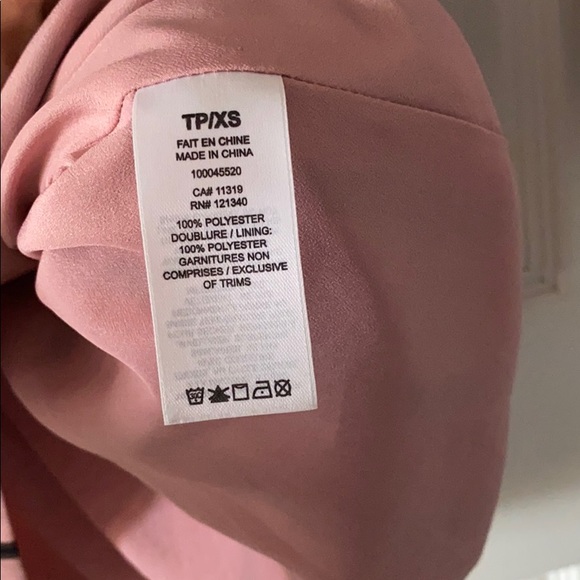 TP/XS
FAIT EN CHINE
MADE IN CHINA
100045520
CA# 11319
RN# 121340
100% POLYESTER
DOUBLURE / LINING:
100% POLYESTER
GARNITURES NON
COMPRISES / EXCLUSIVE
OF TRIMS